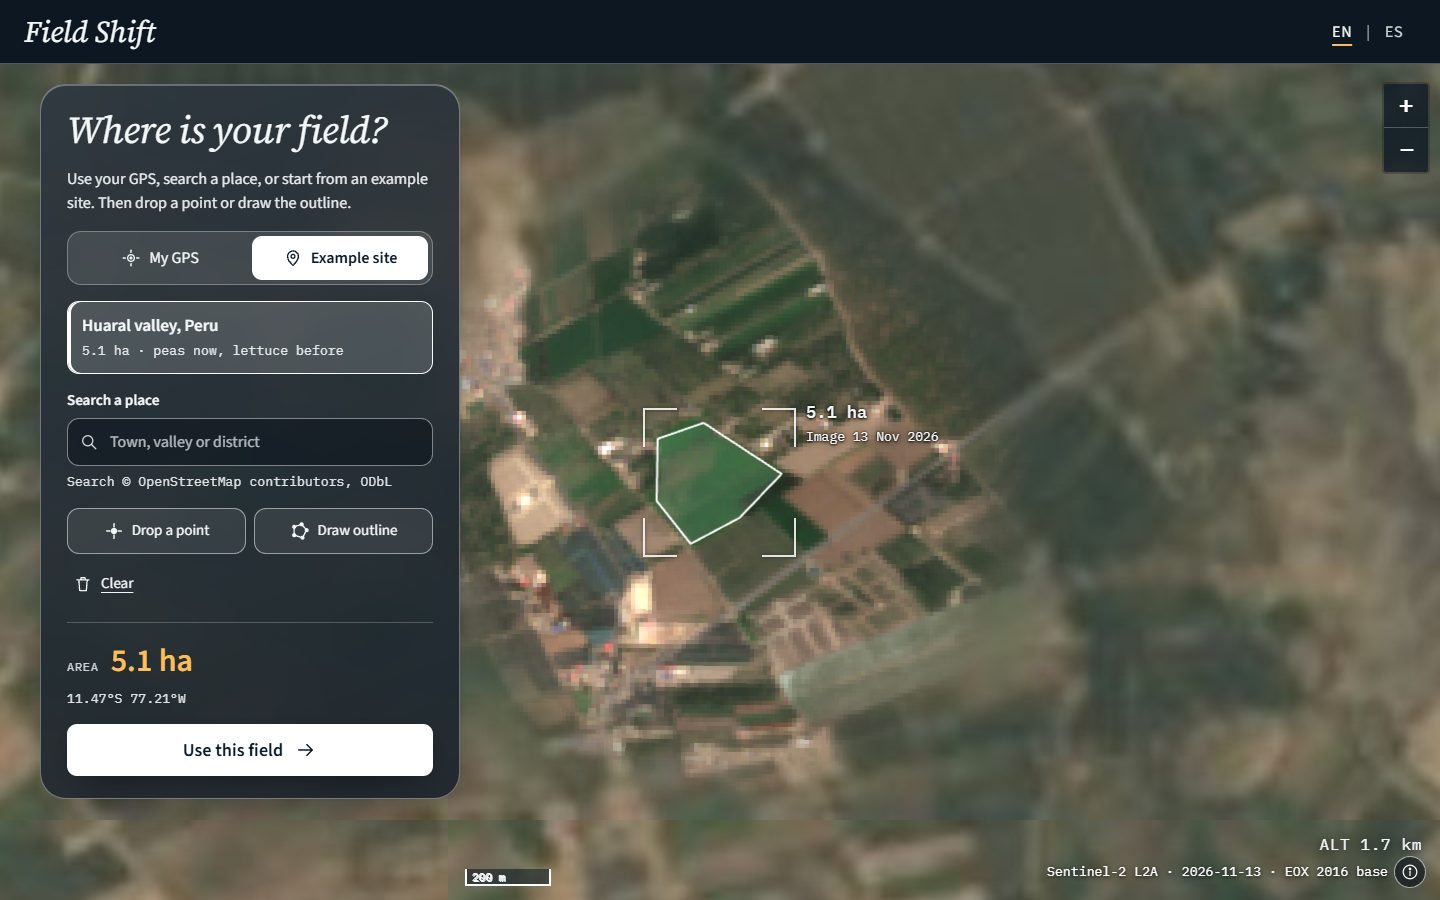 Field Shift
EN | ES
Where is your field?
Use your GPS, search a place, or start from an example
site. Then drop a point or draw the outline.
My GPS
Example site
Huaral valley, Peru
5.1 ha · peas now, lettuce before
Search a place
Town, valley or district
Search © OpenStreetMap contributors, ODbL
Drop a point
Draw outline
Clear
AREA 5.1 ha
11.47°S 77.21°W
Use this field →
+
−
5.1 ha
Image 13 Nov 2026
200 m
ALT 1.7 km
Sentinel-2 L2A · 2026-11-13 · EOX 2016 base